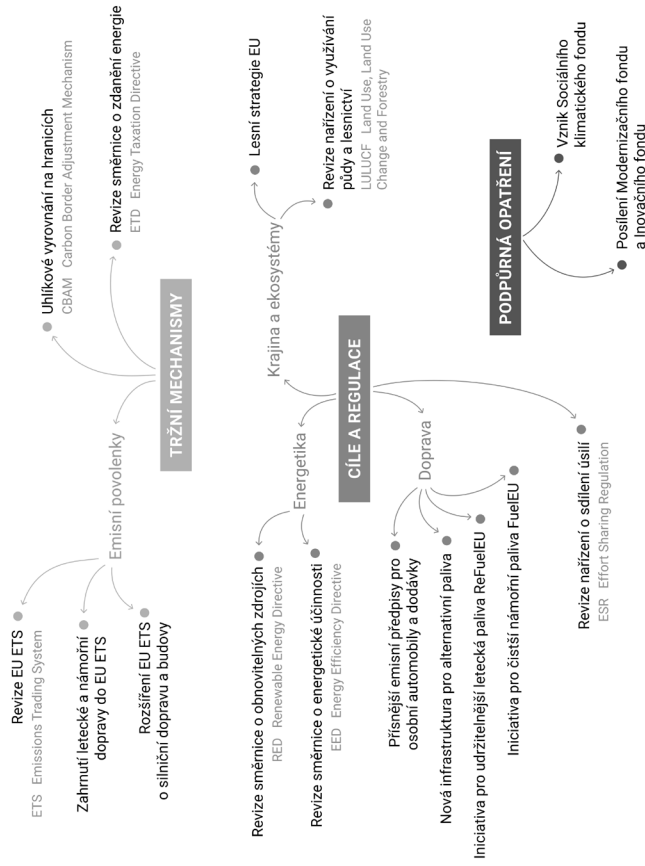 TRŽNÍ MECHANISMY
Emisní povolenky
Revize EU ETS
ETS Emissions Trading System
Zahrnutí letecké a námořní
dopravy do EU ETS
Rozšíření EU ETS
o silniční dopravu a budovy
Uhlíkové vyrovnání na hranicích
CBAM Carbon Border Adjustment Mechanism
Revize směrnice o zdanění energie
ETD Energy Taxation Directive
CÍLE A REGULACE
Energetika
Revize směrnice o obnovitelných zdrojích
RED Renewable Energy Directive
Revize směrnice o energetické účinnosti
EED Energy Efficiency Directive
Krajina a ekosystémy
Lesní strategie EU
Revize nařízení o využívání
půdy a lesnictví
LULUCF Land Use, Land Use
Change and Forestry
Doprava
Přísnější emisní předpisy pro
osobní automobily a dodávky
Nová infrastruktura pro alternativní paliva
Iniciativa pro udržitelnější letecká paliva ReFuelEU
Iniciativa pro čistší námořní paliva FuelEU
Revize nařízení o sdílení úsilí
ESR Effort Sharing Regulation
PODPŮRNÁ OPATŘENÍ
Vznik Sociálního
klimatického fondu
Posílení Modernizačního fondu
a Inovačního fondu